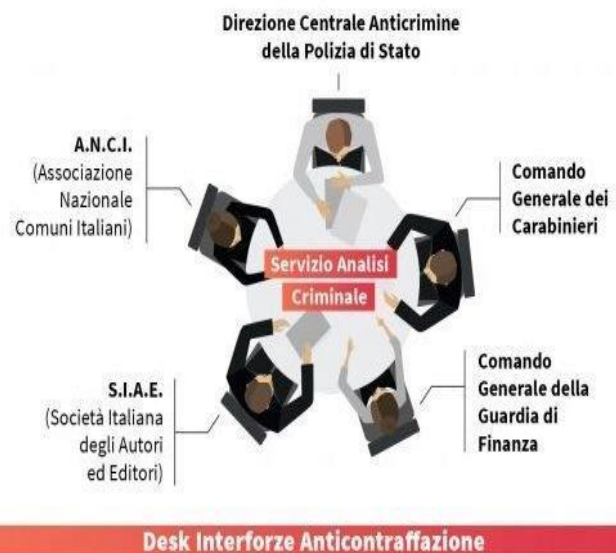 Direzione Centrale Anticrimine
della Polizia di Stato
A.N.C.I.
(Associazione
Nazionale
Comuni Italiani)
Comando
Generale dei
Carabinieri
Servizio Analisi
Criminale
S.I.A.E.
(Società Italiana
degli Autori
ed Editori)
Comando
Generale della
Guardia di
Finanza
Desk Interforze Anticontraffazione